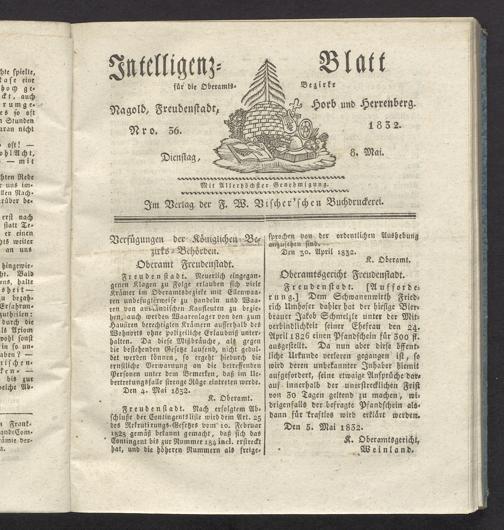 Intelligenz- Blatt
für die Oberamts- Bezirke
Nagold, Freudenstadt, Horb und Herrenberg.
Nro. 36. 1832.
Dienstag, 8. Mai.
Mit Allerhöchster Genehmigung.
Im Verlag der F. W. Vischer'schen Buchdruckerei.
Verfügungen der Königlichen Be-
zirks-Behörden.
Oberamt Freudenstadt.
Freudenstadt. Neuerlich eingegan-
genen Klagen zu Folge erlauben sich viele
Krämer im Oberamtsbezirke mit Ellenwaa-
ren unbefugterweise zu handeln und Waa-
ren von ausländischen Kaufleuten zu bezie-
hen, auch werden Waarenlager von den zum
Hausiren berechtigten Krämern außerhalb des
Wohnorts ohne polizeiliche Erlaubniß unter-
halten. Da diese Mißbräuche, als gegen
die bestehenden Gesetze laufend, nicht gedul-
det werden können, so ergeht hiedurch die
ernstliche Verwarnung an die betreffenden
Personen unter dem Bemerken, daß im Ue-
bertretungsfalle strenge Rüge eintreten werde.
Den 4. Mai 1832.
K. Oberamt.
Freudenstadt. Nach erfolgtem Ab-
schlusse der Contingentsliste wird dem Art. 25
des Rekrutirungs-Gesetzes vom 10. Februar
1828 gemäß bekannt gemacht, daß sich das
Contingent bis zur Nummer 184 incl. erstreckt
hat, und die höheren Nummern als freige-
sprochen von der ordentlichen Aushebung
anzusehen sind.
Den 30. April 1832.
K. Oberamt.
Oberamtsgericht Freudenstadt.
Freudenstadt. [Aufforde-
rung.] Dem Schwanenwirth Fried-
rich Umhofer dahier hat der hiesige Bier-
brauer Jakob Schmelzle unter der Mit-
verbindlichkeit seiner Ehefrau den 24.
April 1826 einen Pfandschein für 300 fl.
ausgestellt. Da nun aber diese öffent-
liche Urkunde verloren gegangen ist, so
wird deren unbekannter Inhaber hiemit
aufgefordert, seine etwaige Ansprüche dar-
auf innerhalb der unerstrecklichen Frist
von 30 Tagen geltend zu machen, wi-
drigenfalls der befragte Pfandschein als-
dann für kraftlos wird erklärt werden.
Den 5. Mai 1832.
K. Oberamtsgericht,
Weinland.